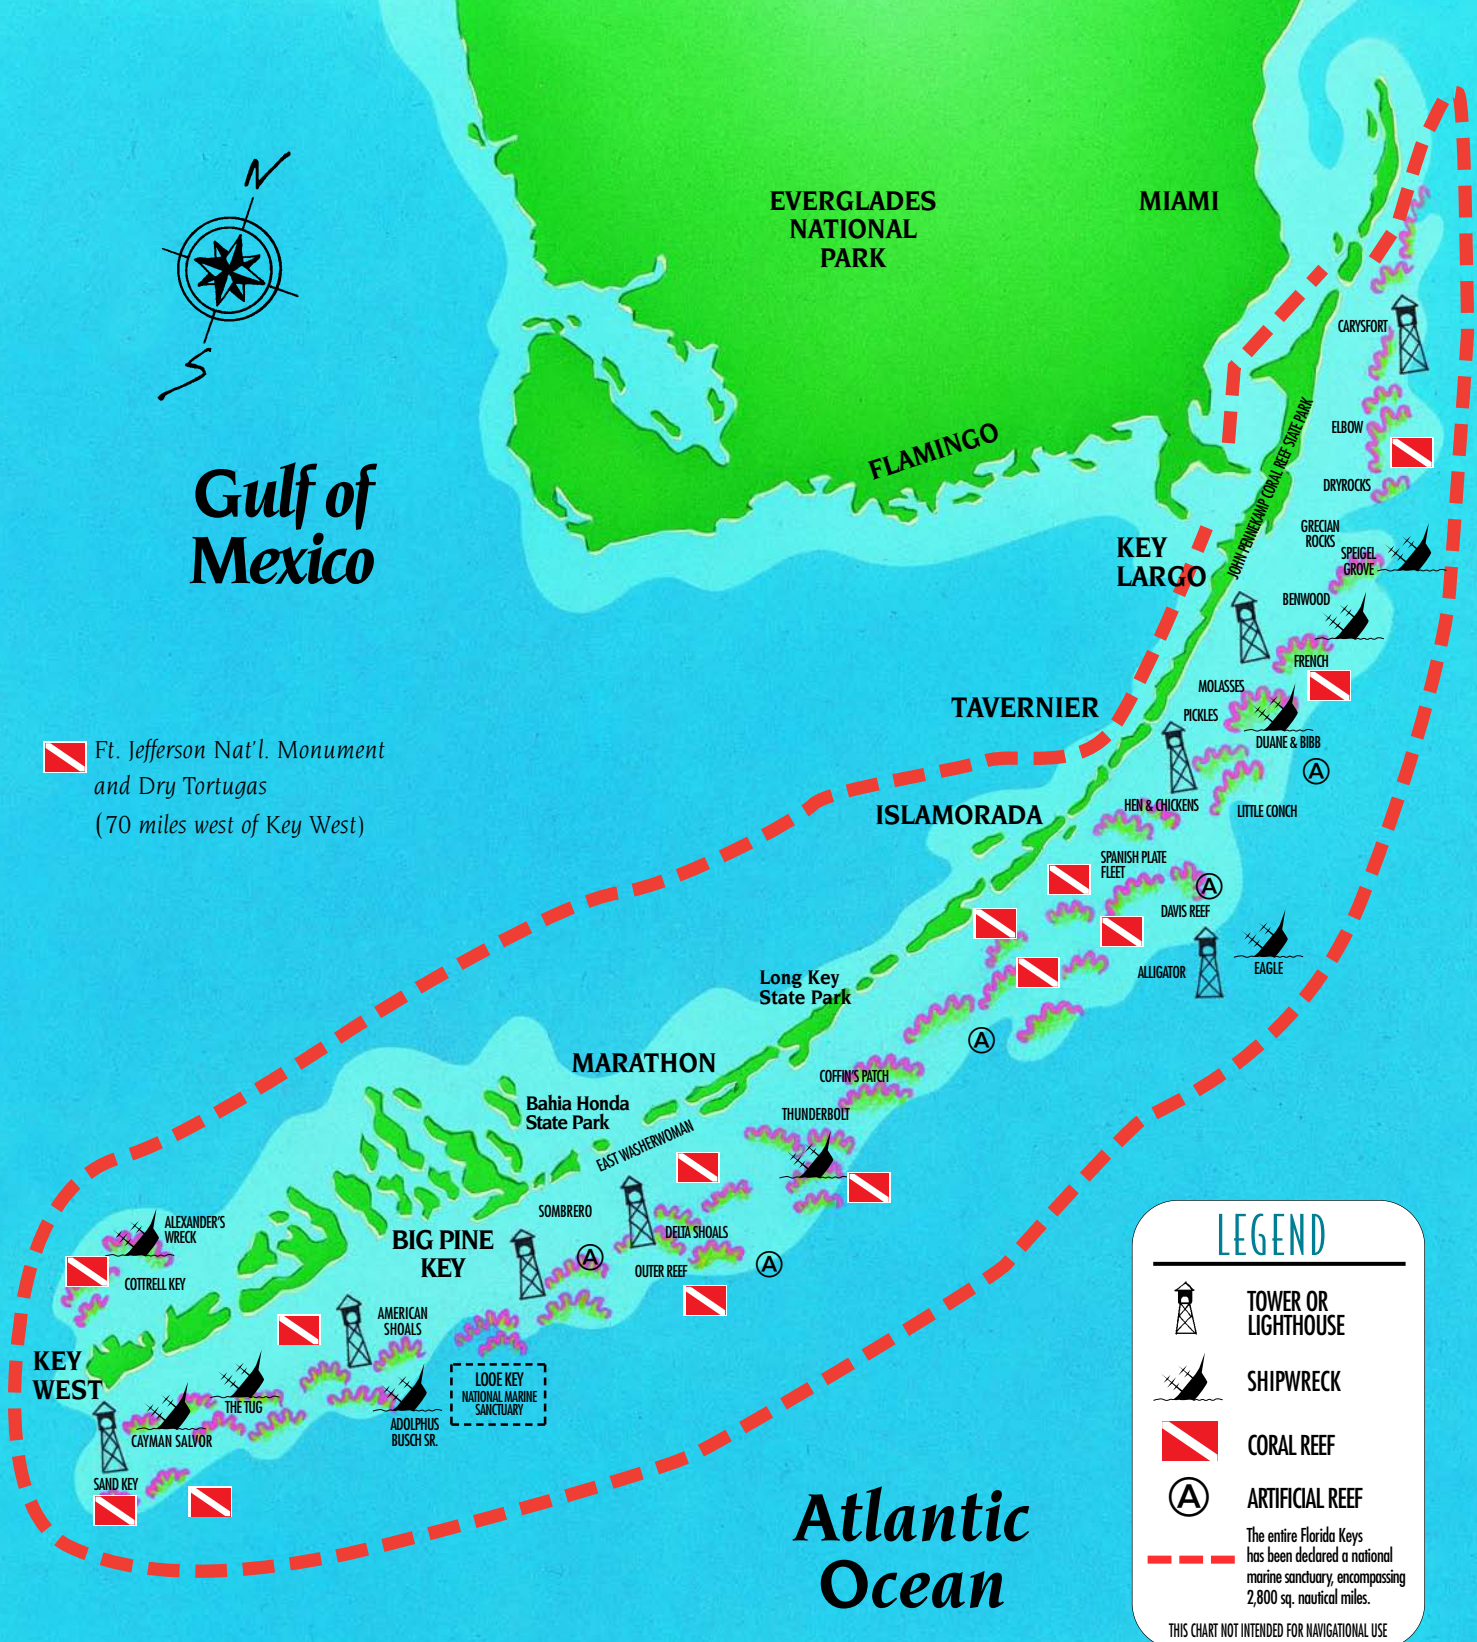 N
S
EVERGLADES
NATIONAL
PARK
MIAMI
CARYSFORT
FLAMINGO
ELBOW
JOHN PENNEKAMP CORAL REEF STATE PARK
DRYROCKS
Gulf of
Mexico
GRECIAN
ROCKS
SPEIGEL
GROVE
KEY
LARGO
BENWOOD
FRENCH
MOLASSES
TAVERNIER
PICKLES
DUANE & BIBB
A
Ft. Jefferson Nat'l. Monument
and Dry Tortugas
(70 miles west of Key West)
ISLAMORADA
HEN & CHICKENS
LITTLE CONCH
SPANISH PLATE
FLEET
A
DAVIS REEF
ALLIGATOR
EAGLE
Long Key
State Park
A
MARATHON
COFFIN'S PATCH
Bahia Honda
State Park
THUNDERBOLT
EAST WASHERWOMAN
SOMBRERO
DELTA SHOALS
ALEXANDER'S
WRECK
BIG PINE
KEY
A
A
OUTER REEF
COTTRELL KEY
AMERICAN
SHOALS
KEY
WEST
LOOE KEY
NATIONAL MARINE
SANCTUARY
THE TUG
ADOLPHUS
BUSCH SR.
CAYMAN SALVOR
SAND KEY
Atlantic
Ocean
LEGEND
TOWER OR
LIGHTHOUSE
SHIPWRECK
CORAL REEF
A
ARTIFICIAL REEF
The entire Florida Keys
has been declared a national
marine sanctuary, encompassing
2,800 sq. nautical miles.
THIS CHART NOT INTENDED FOR NAVIGATIONAL USE